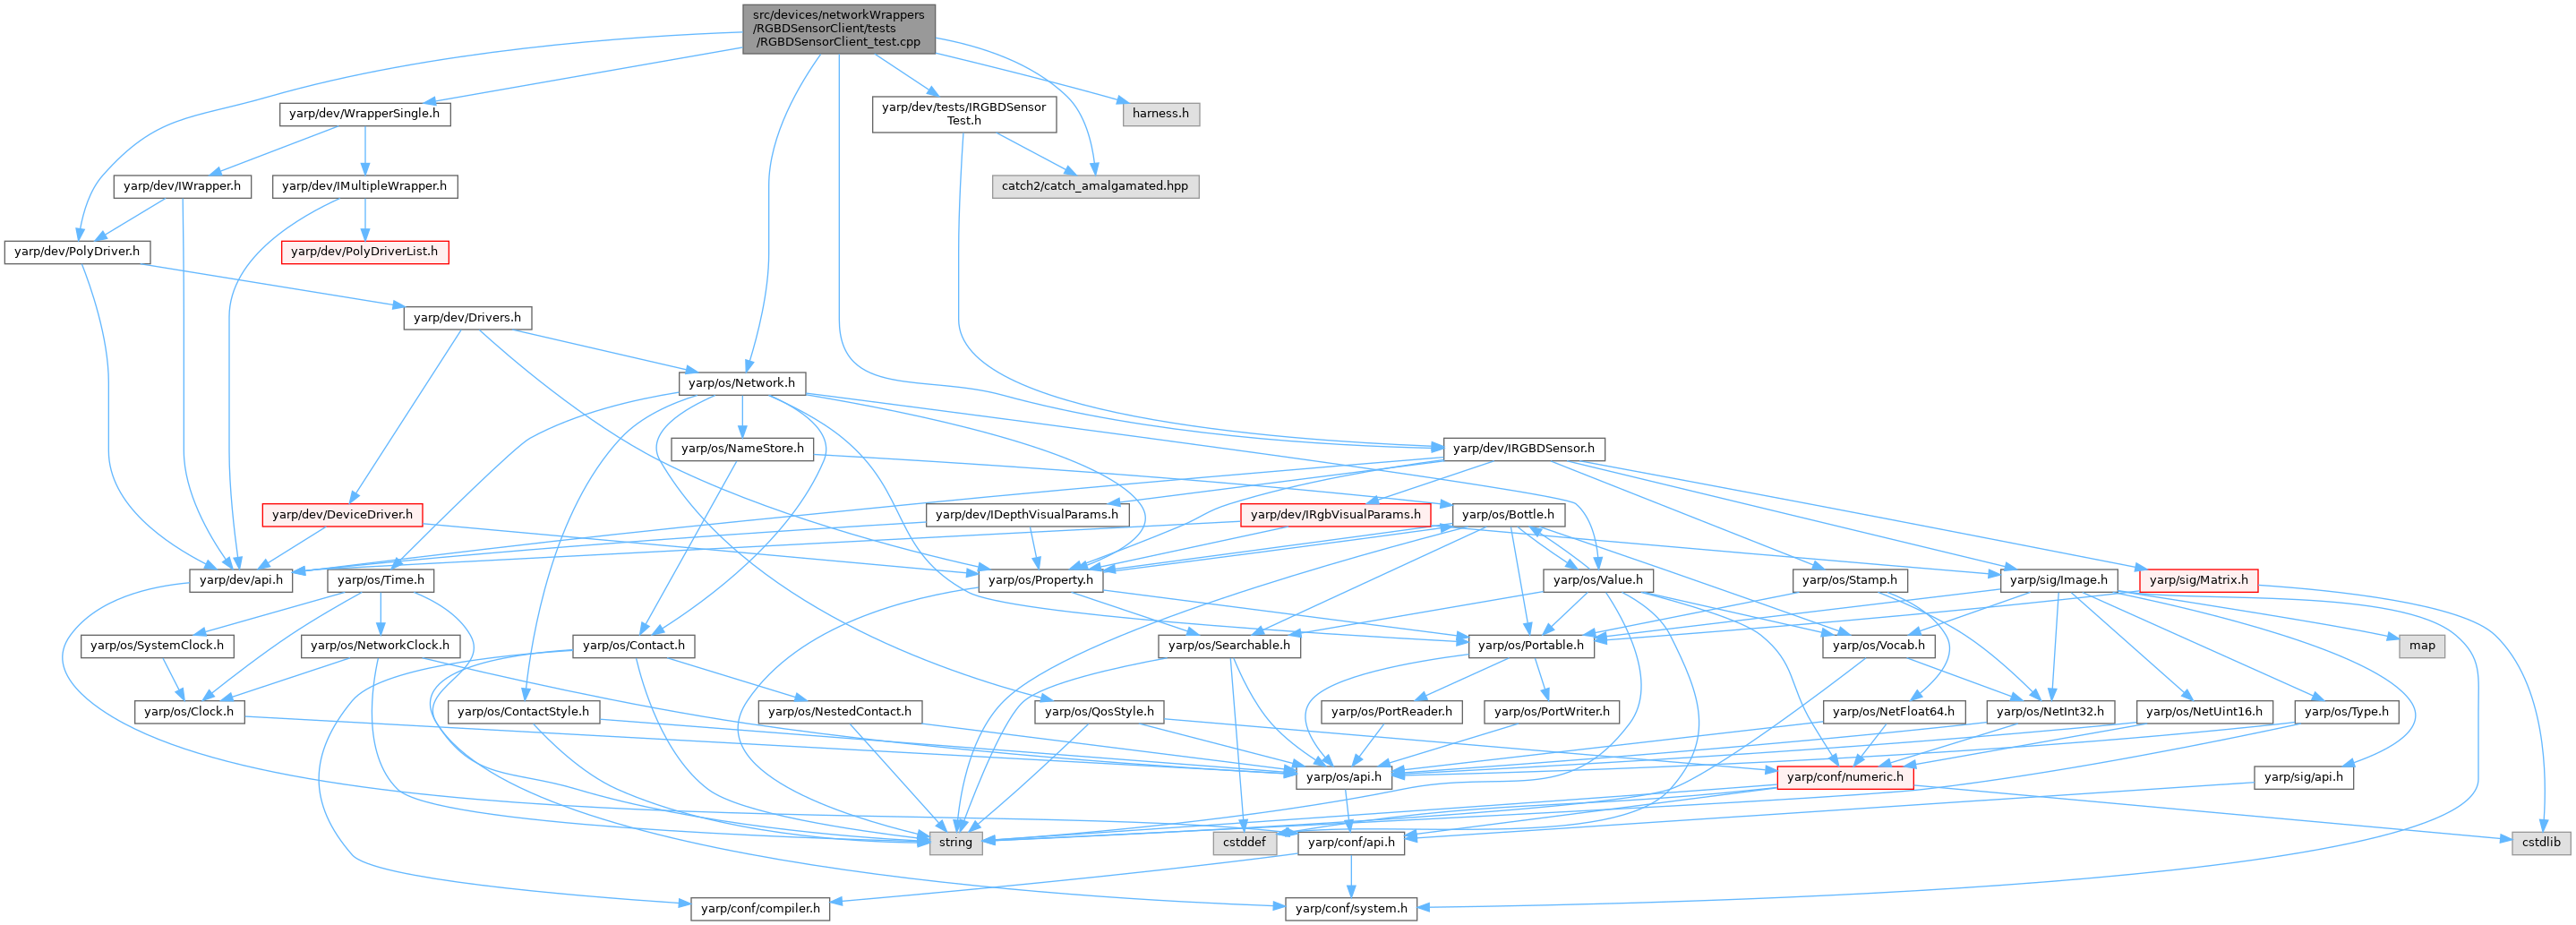 src/devices/networkWrappers
/RGBDSensorClient/tests
/RGBDSensorClient_test.cpp
yarp/dev/WrapperSingle.h
yarp/dev/tests/IRGBDSensor
Test.h
harness.h
yarp/dev/IWrapper.h
yarp/dev/IMultipleWrapper.h
catch2/catch_amalgamated.hpp
yarp/dev/PolyDriver.h
yarp/dev/PolyDriverList.h
yarp/dev/Drivers.h
yarp/os/Network.h
yarp/os/NameStore.h
yarp/dev/IRGBDSensor.h
yarp/dev/DeviceDriver.h
yarp/dev/IDepthVisualParams.h
yarp/dev/IRgbVisualParams.h
yarp/os/Bottle.h
yarp/dev/api.h
yarp/os/Time.h
yarp/os/Property.h
yarp/os/Value.h
yarp/os/Stamp.h
yarp/sig/Image.h
yarp/sig/Matrix.h
yarp/os/SystemClock.h
yarp/os/NetworkClock.h
yarp/os/Contact.h
yarp/os/Searchable.h
yarp/os/Portable.h
yarp/os/Vocab.h
map
yarp/os/Clock.h
yarp/os/ContactStyle.h
yarp/os/NestedContact.h
yarp/os/QosStyle.h
yarp/os/PortReader.h
yarp/os/PortWriter.h
yarp/os/NetFloat64.h
yarp/os/NetInt32.h
yarp/os/NetUint16.h
yarp/os/Type.h
yarp/os/api.h
yarp/conf/numeric.h
yarp/sig/api.h
string
cstddef
yarp/conf/api.h
cstdlib
yarp/conf/compiler.h
yarp/conf/system.h